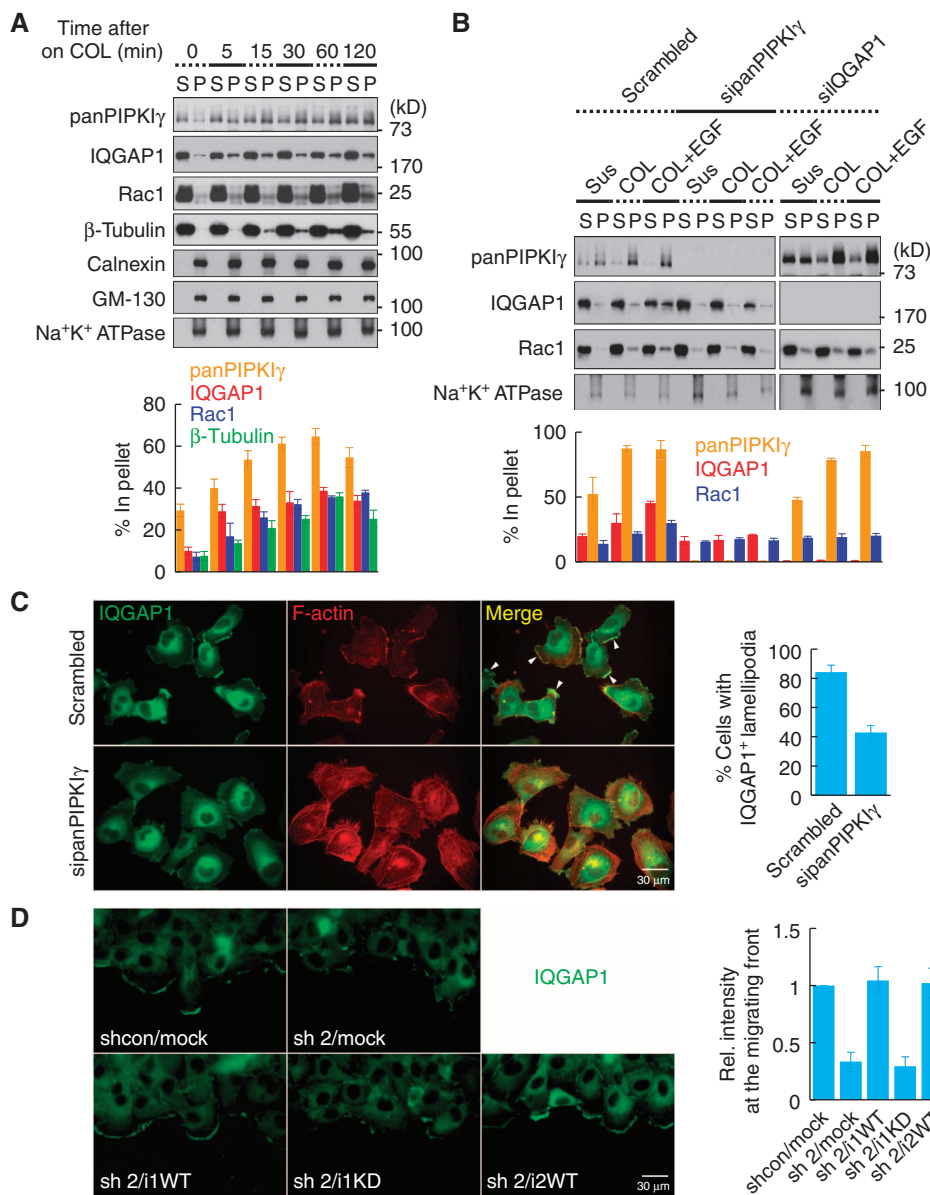 A
Time after
on COL (min)
0 5 15 30 60 120
S P S P S P S P S P S P
(kD)
panPIPKIγ
73
IQGAP1
170
Rac1
25
β-Tubulin
55
Calnexin
100
GM-130
100
Na+K+ ATPase
100
panPIPKIγ
IQGAP1
Rac1
β-Tubulin
% In pellet
80
60
40
20
0
B
Scrambled
sipanPIPKIγ
siIQGAP1
Sus COL COL+EGF Sus COL COL+EGF Sus COL COL+EGF
S P S P S P S P S P S P S P S P S P
(kD)
panPIPKIγ
73
IQGAP1
170
Rac1
25
Na+K+ ATPase
100
panPIPKIγ
IQGAP1
Rac1
% In pellet
100
50
0
C
IQGAP1
F-actin
Merge
Scrambled
sipanPIPKIγ
30 µm
% Cells with
IQGAP1+ lamellipodia
100
80
60
40
20
0
Scrambled
sipanPIPKIγ
D
shcon/mock
sh 2/mock
IQGAP1
sh 2/i1WT
sh 2/i1KD
sh 2/i2WT
30 µm
Rel. intensity
at the migrating front
1.5
1
0.5
0
shcon/mock
sh 2/mock
sh 2/i1WT
sh 2/i1KD
sh 2/i2WT